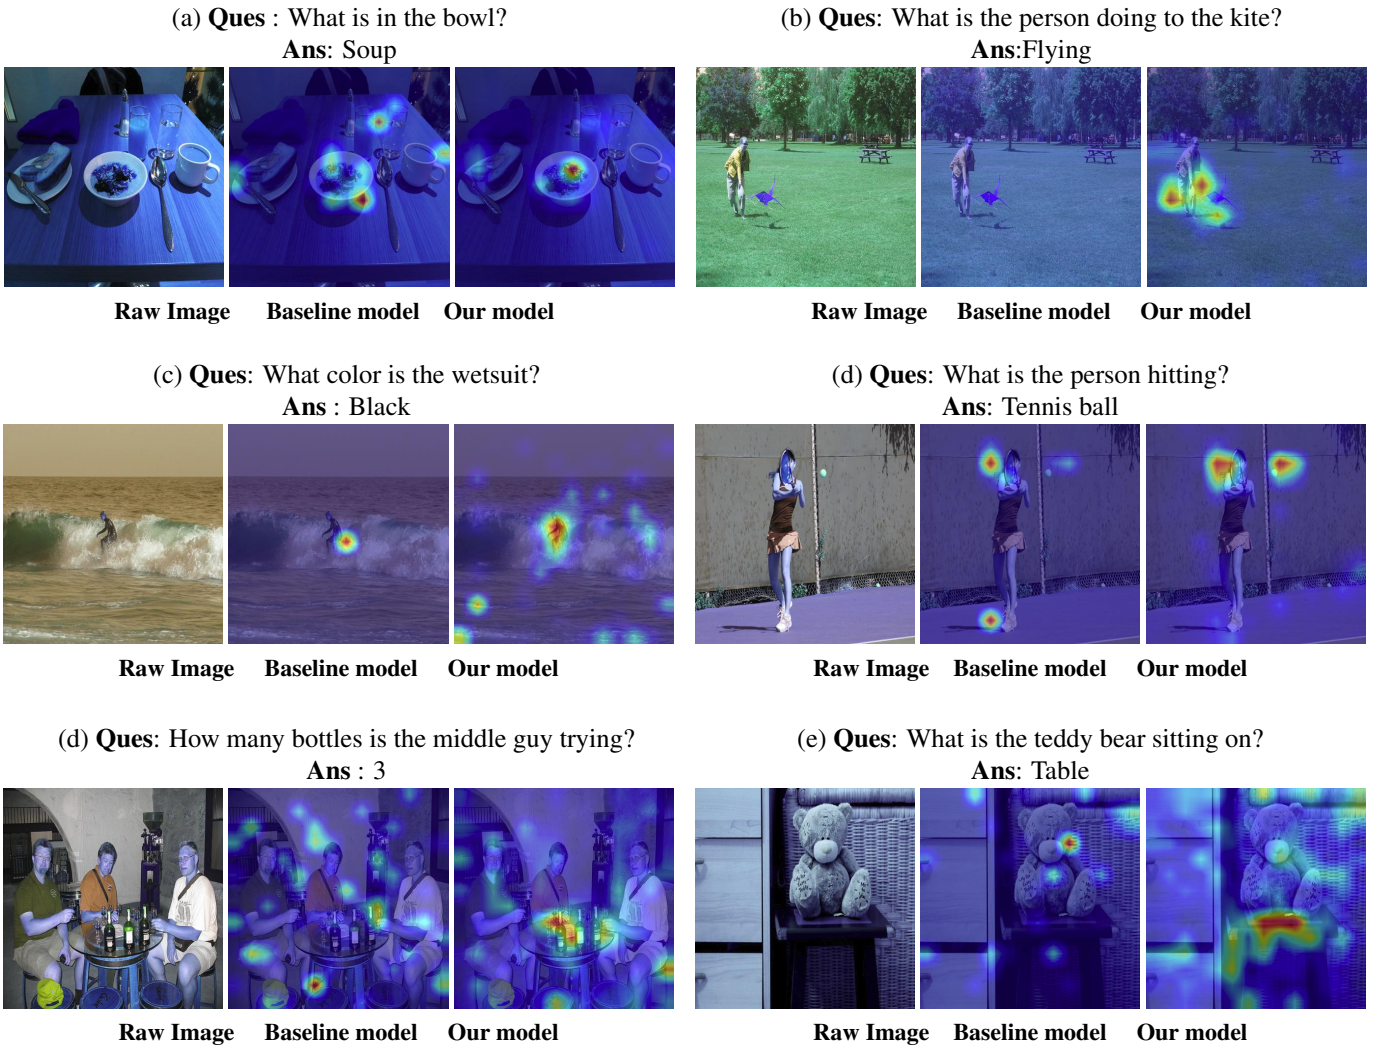 (a) Ques : What is in the bowl?
Ans: Soup
Raw Image Baseline model Our model
(b) Ques: What is the person doing to the kite?
Ans:Flying
Raw Image Baseline model Our model
(c) Ques: What color is the wetsuit?
Ans : Black
Raw Image Baseline model Our model
(d) Ques: What is the person hitting?
Ans: Tennis ball
Raw Image Baseline model Our model
(d) Ques: How many bottles is the middle guy trying?
Ans : 3
Raw Image Baseline model Our model
(e) Ques: What is the teddy bear sitting on?
Ans: Table
Raw Image Baseline model Our model